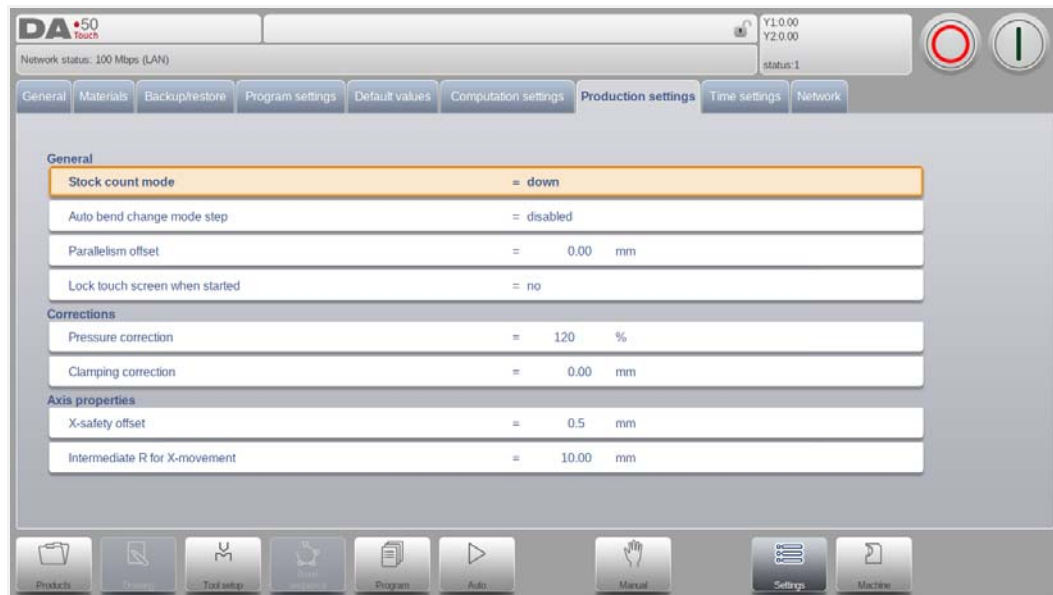 DA 50
Touch
Y1:0.00
Y2:0.00
Network status: 100 Mbps (LAN)
status:1
General Materials Backup/restore Program settings Default values Computation settings Production settings Time settings Network
General
Stock count mode = down
Auto bend change mode step = disabled
Parallelism offset = 0.00 mm
Lock touch screen when started = no
Corrections
Pressure correction = 120 %
Clamping correction = 0.00 mm
Axis properties
X-safety offset = 0.5 mm
Intermediate R for X-movement = 10.00 mm
Products Tool setup Program Auto Manual Settings Machine